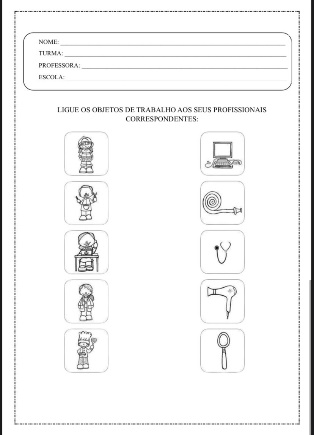 NOME:
TURMA:
PROFESSORA:
ESCOLA:
LIGUE OS OBJETOS DE TRABALHO AOS SEUS PROFISSIONAIS
CORRESPONDENTES: